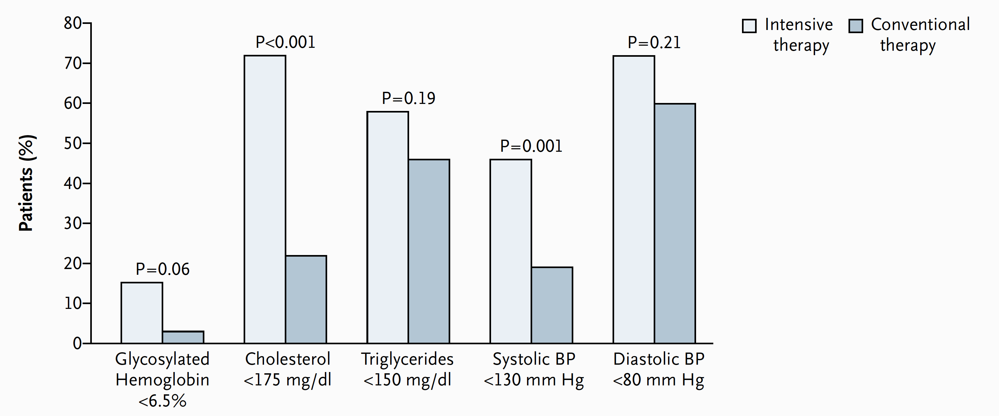 Patients (%)
80
70
60
50
40
30
20
10
0
P=0.06
P<0.001
P=0.19
P=0.001
P=0.21
Glycosylated
Hemoglobin
<6.5%
Cholesterol
<175 mg/dl
Triglycerides
<150 mg/dl
Systolic BP
<130 mm Hg
Diastolic BP
<80 mm Hg
Intensive
therapy
Conventional
therapy